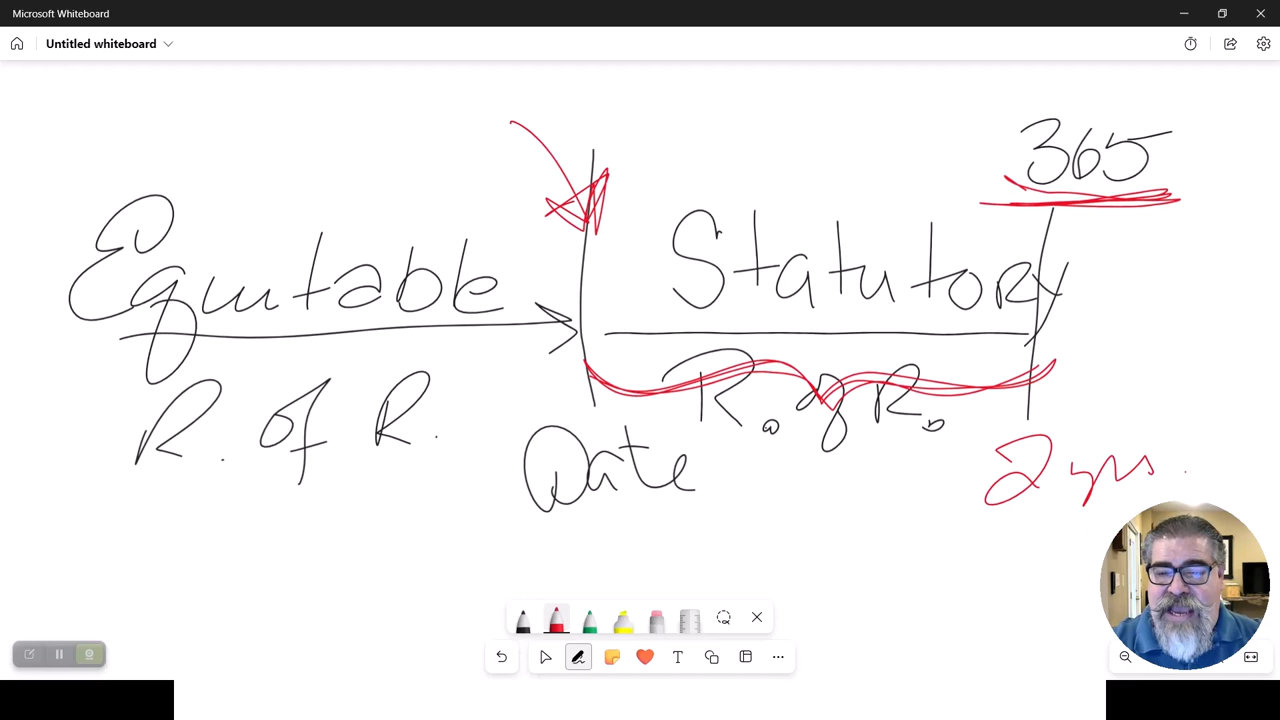 Microsoft Whiteboard
Untitled whiteboard
365
Equitable
Statutory
R. of R.
R. of R.
Date
2 yrs.